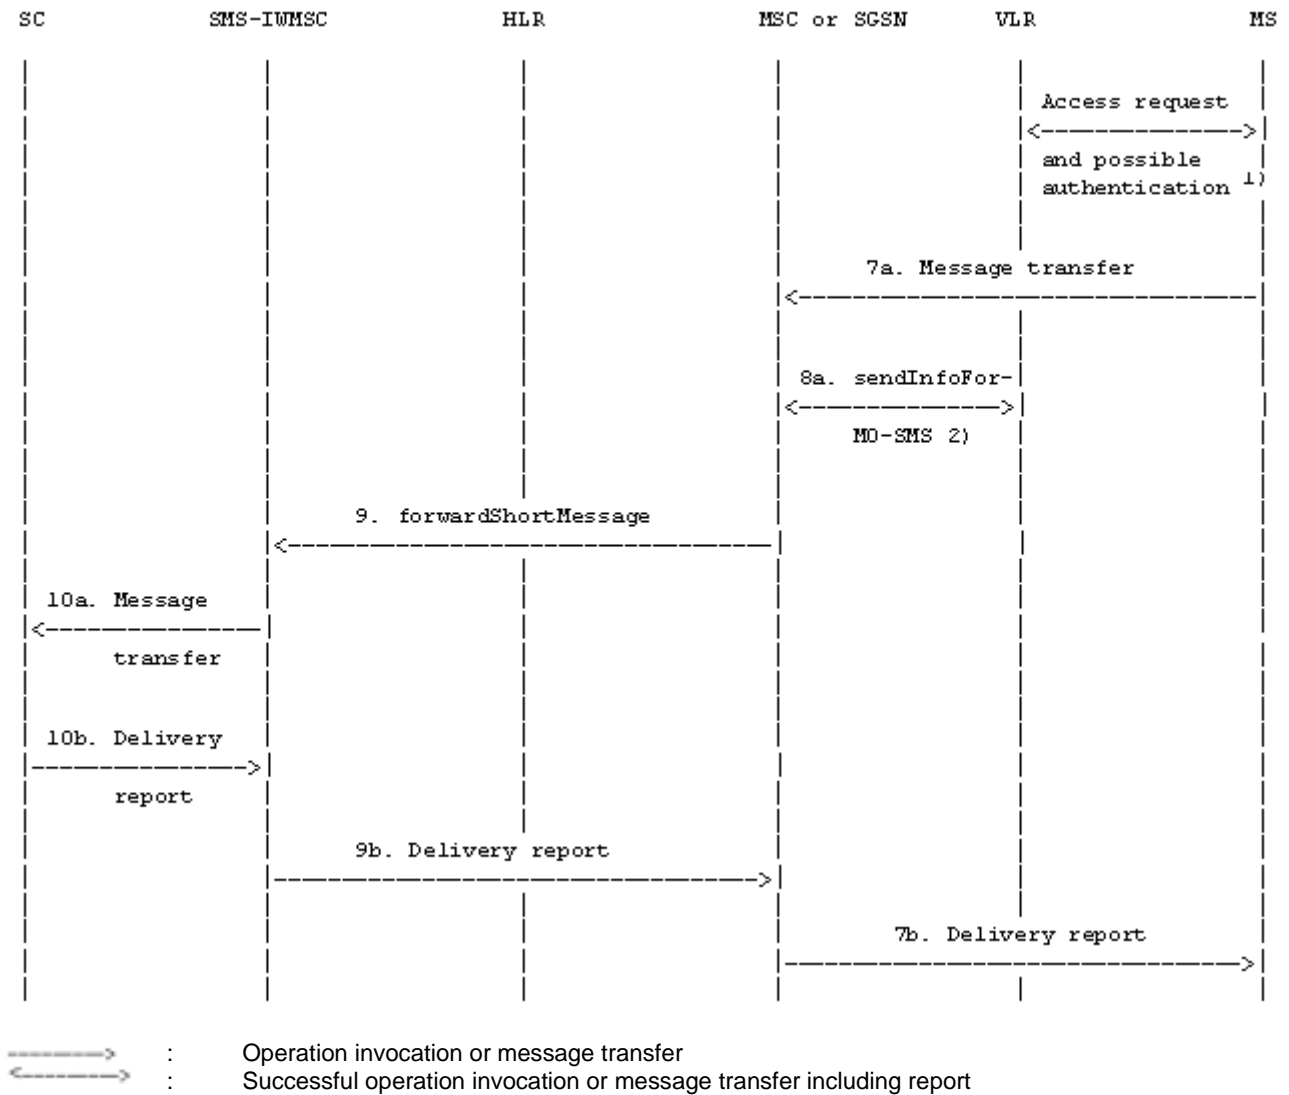 SC SMS-IWMSC HLR MSC or SGSN VLR MS
Access request
and possible
authentication 1)
7a. Message transfer
8a. sendInfoFor-
MO-SMS 2)
9. forwardShortMessage
10a. Message
transfer
10b. Delivery
report
9b. Delivery report
7b. Delivery report
: Operation invocation or message transfer
: Successful operation invocation or message transfer including report